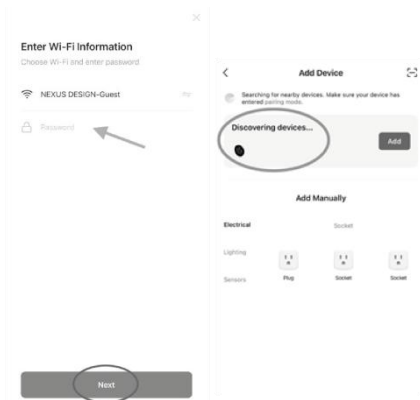 Enter Wi-Fi Information
Choose Wi-Fi and enter password
NEXUS DESIGN-Guest
Password
Next
Add Device
Searching for nearby devices. Make sure your device has
entered pairing mode.
Discovering devices...
Add
Add Manually
Electrical
Socket
Lighting
Sensors
Plug
Socket
Socket